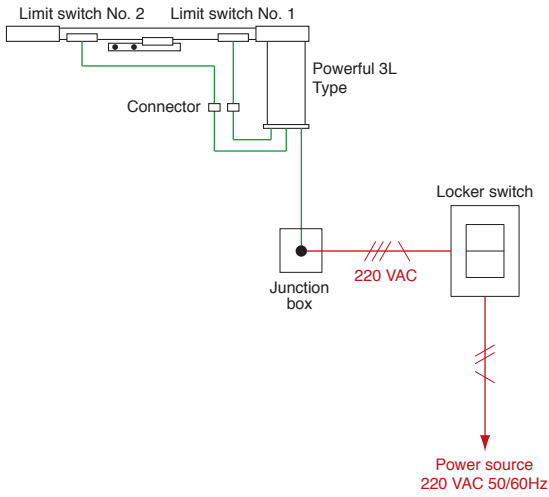 Limit switch No. 2
Limit switch No. 1
Powerful 3L
Type
Connector
Locker switch
220 VAC
Junction
box
Power source
220 VAC 50/60Hz